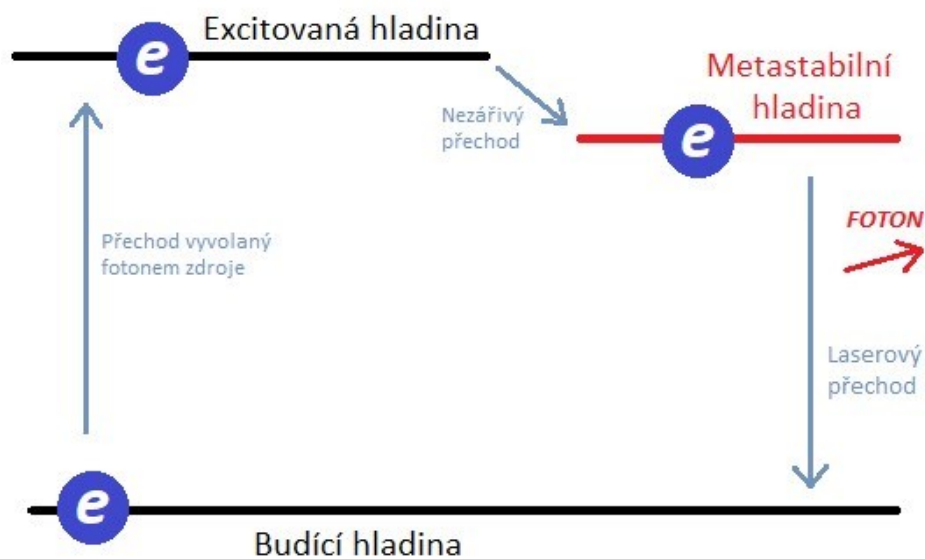 Excitovaná hladina
e
Nezářivý
přechod
Metastabilní
hladina
e
Přechod vyvolaný
fotonem zdroje
FOTON
Laserový
přechod
e
Budící hladina